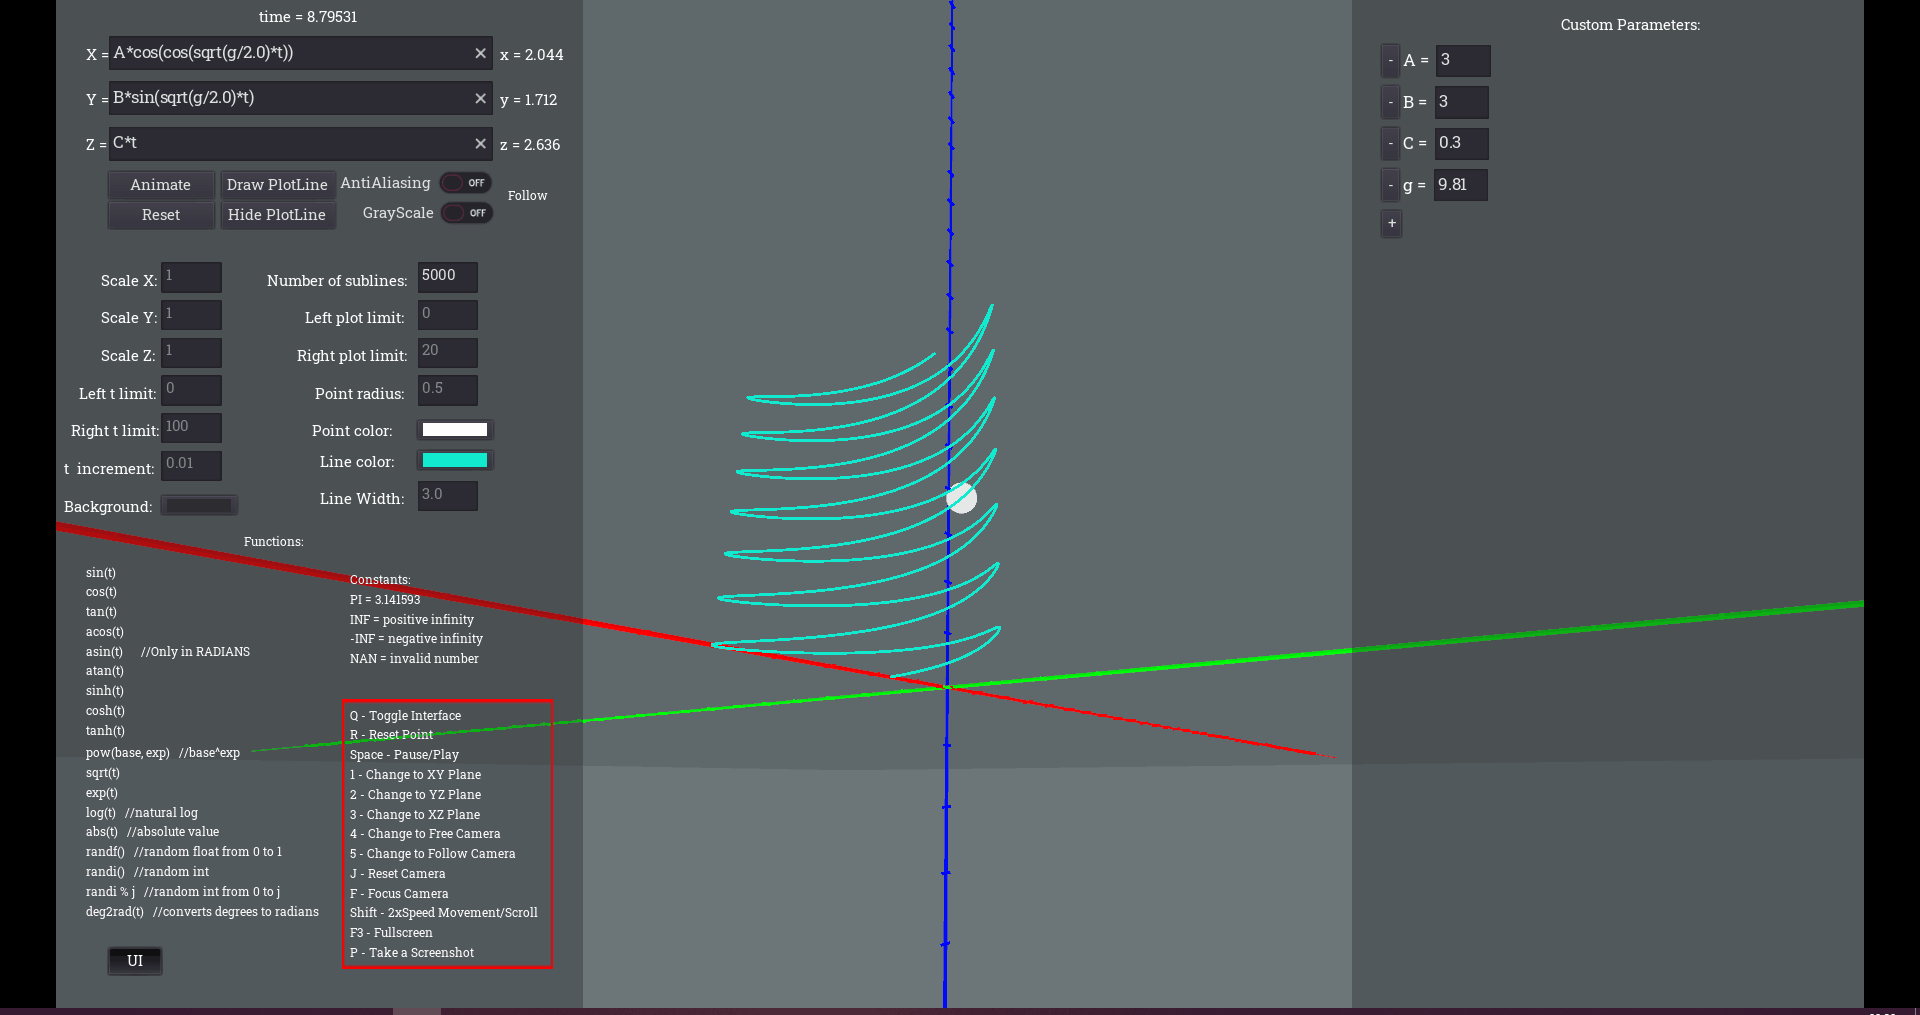 time = 8.79531
X = A*cos(cos(sqrt(g/2.0)*t)) × x = 2.044
Y = B*sin(sqrt(g/2.0)*t) × y = 1.712
Z = C*t × z = 2.636
Animate Draw PlotLine AntiAliasing OFF Follow
Reset Hide PlotLine GrayScale OFF
Scale X: 1 Number of sublines: 5000
Scale Y: 1 Left plot limit: 0
Scale Z: 1 Right plot limit: 20
Left t limit: 0 Point radius: 0.5
Right t limit: 100 Point color:
t increment: 0.01 Line color:
Background: Line Width: 3.0
Functions:
sin(t)
cos(t)
tan(t)
acos(t)
asin(t) //Only in RADIANS
atan(t)
sinh(t)
cosh(t)
tanh(t)
pow(base, exp) //base^exp
sqrt(t)
exp(t)
log(t) //natural log
abs(t) //absolute value
randf() //random float from 0 to 1
randi() //random int
randi % j //random int from 0 to j
deg2rad(t) //converts degrees to radians
UI
Constants:
PI = 3.141593
INF = positive infinity
-INF = negative infinity
NAN = invalid number
Q - Toggle Interface
R - Reset Point
Space - Pause/Play
1 - Change to XY Plane
2 - Change to YZ Plane
3 - Change to XZ Plane
4 - Change to Free Camera
5 - Change to Follow Camera
J - Reset Camera
F - Focus Camera
Shift - 2xSpeed Movement/Scroll
F3 - Fullscreen
P - Take a Screenshot
Custom Parameters:
- A = 3
- B = 3
- C = 0.3
- g = 9.81
+